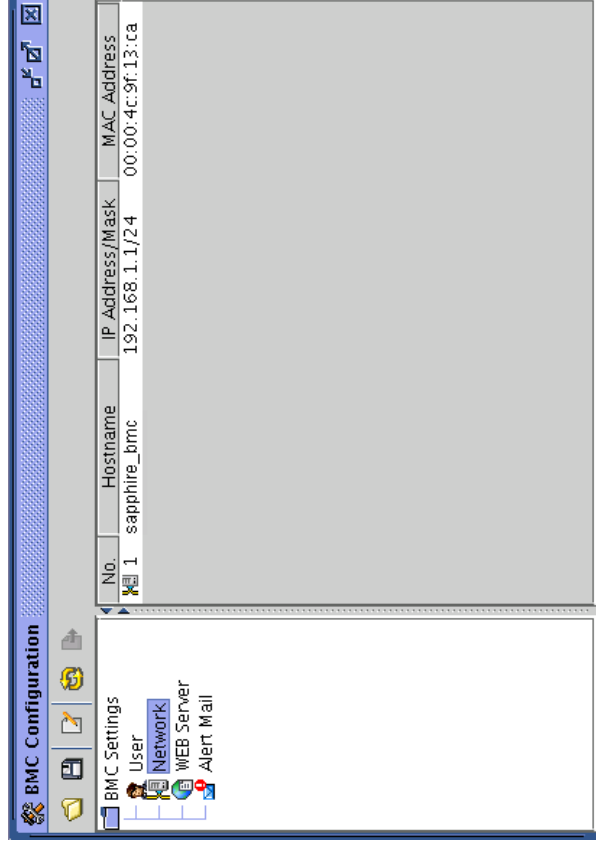 BMC Configuration
BMC Settings
User
Network
WEB Server
Alert Mail
No. Hostname IP Address/Mask MAC Address
1 sapphire_bmc 192.168.1.1/24 00:00:4c:9f:13:ca